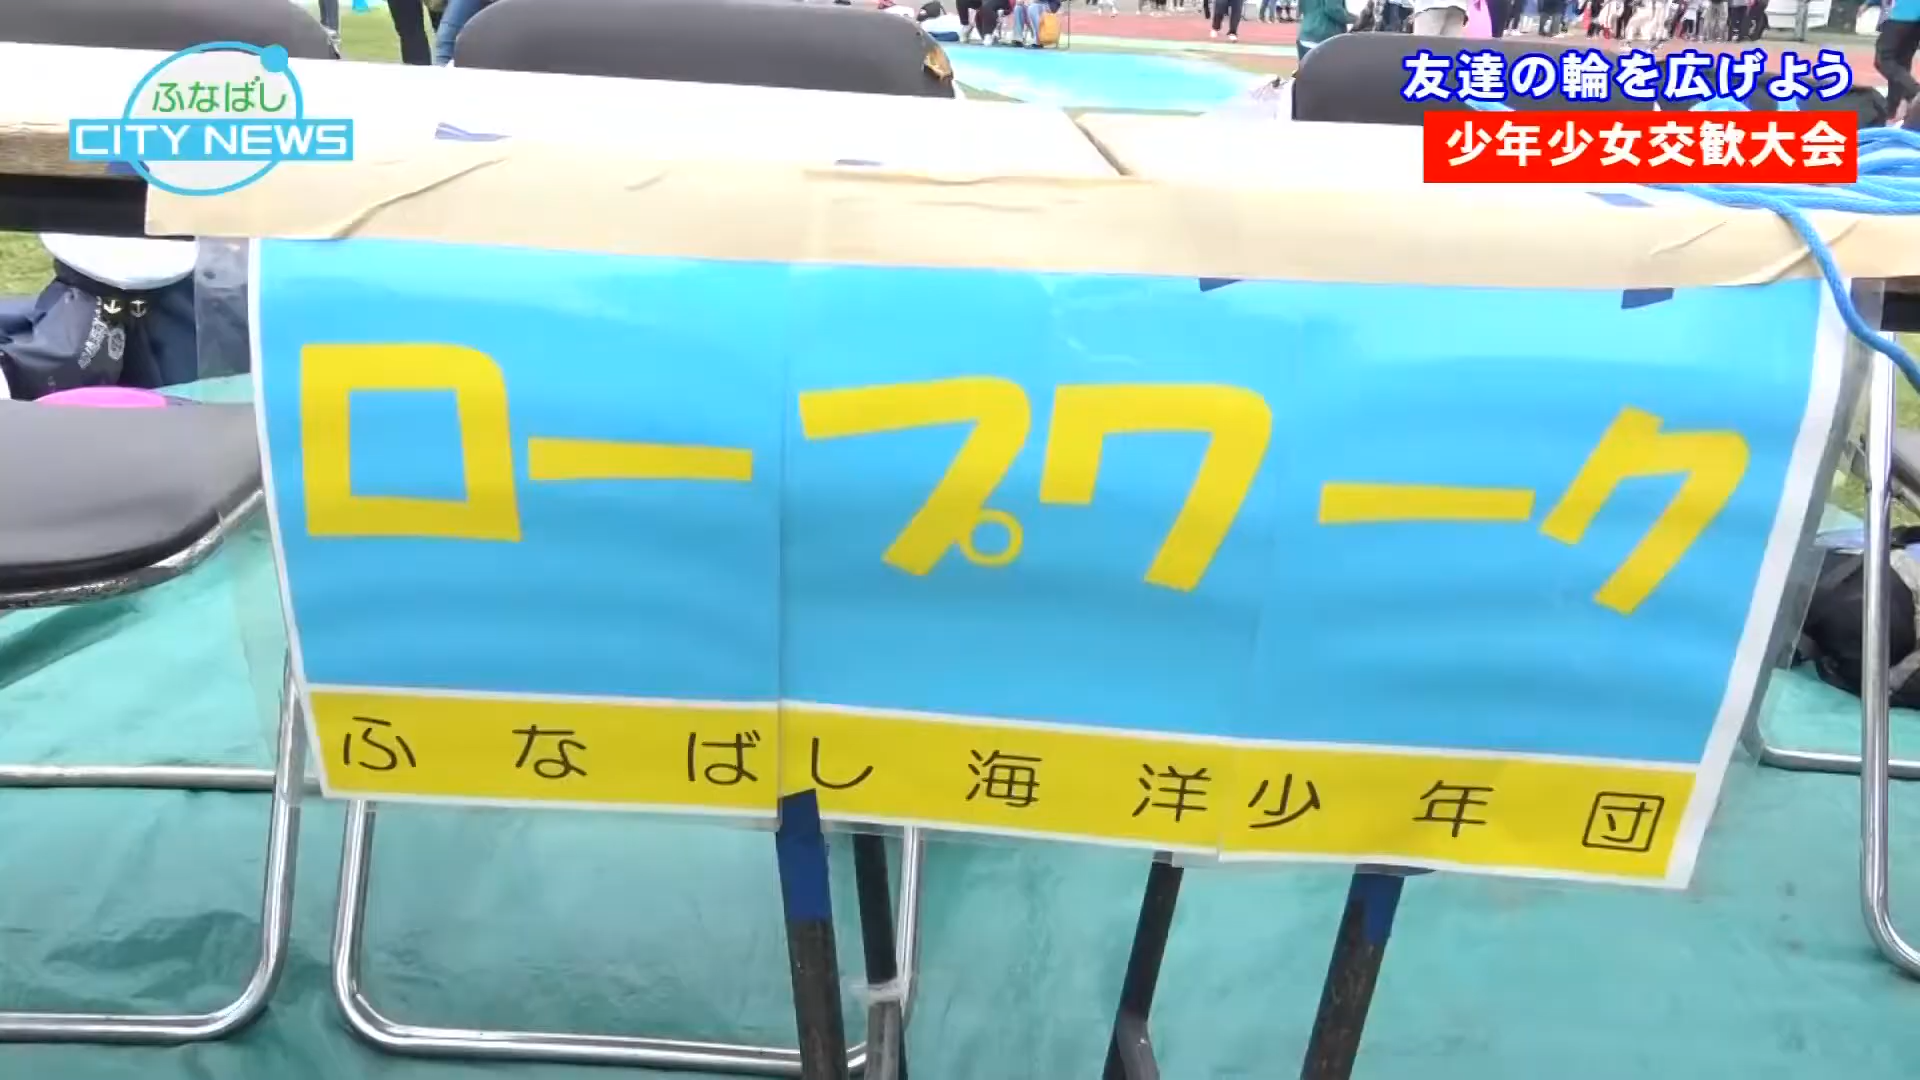 ふなばし
CITY NEWS
友達の輪を広げよう
少年少女交歓大会
ロープワーク
ふなばし海洋少年団